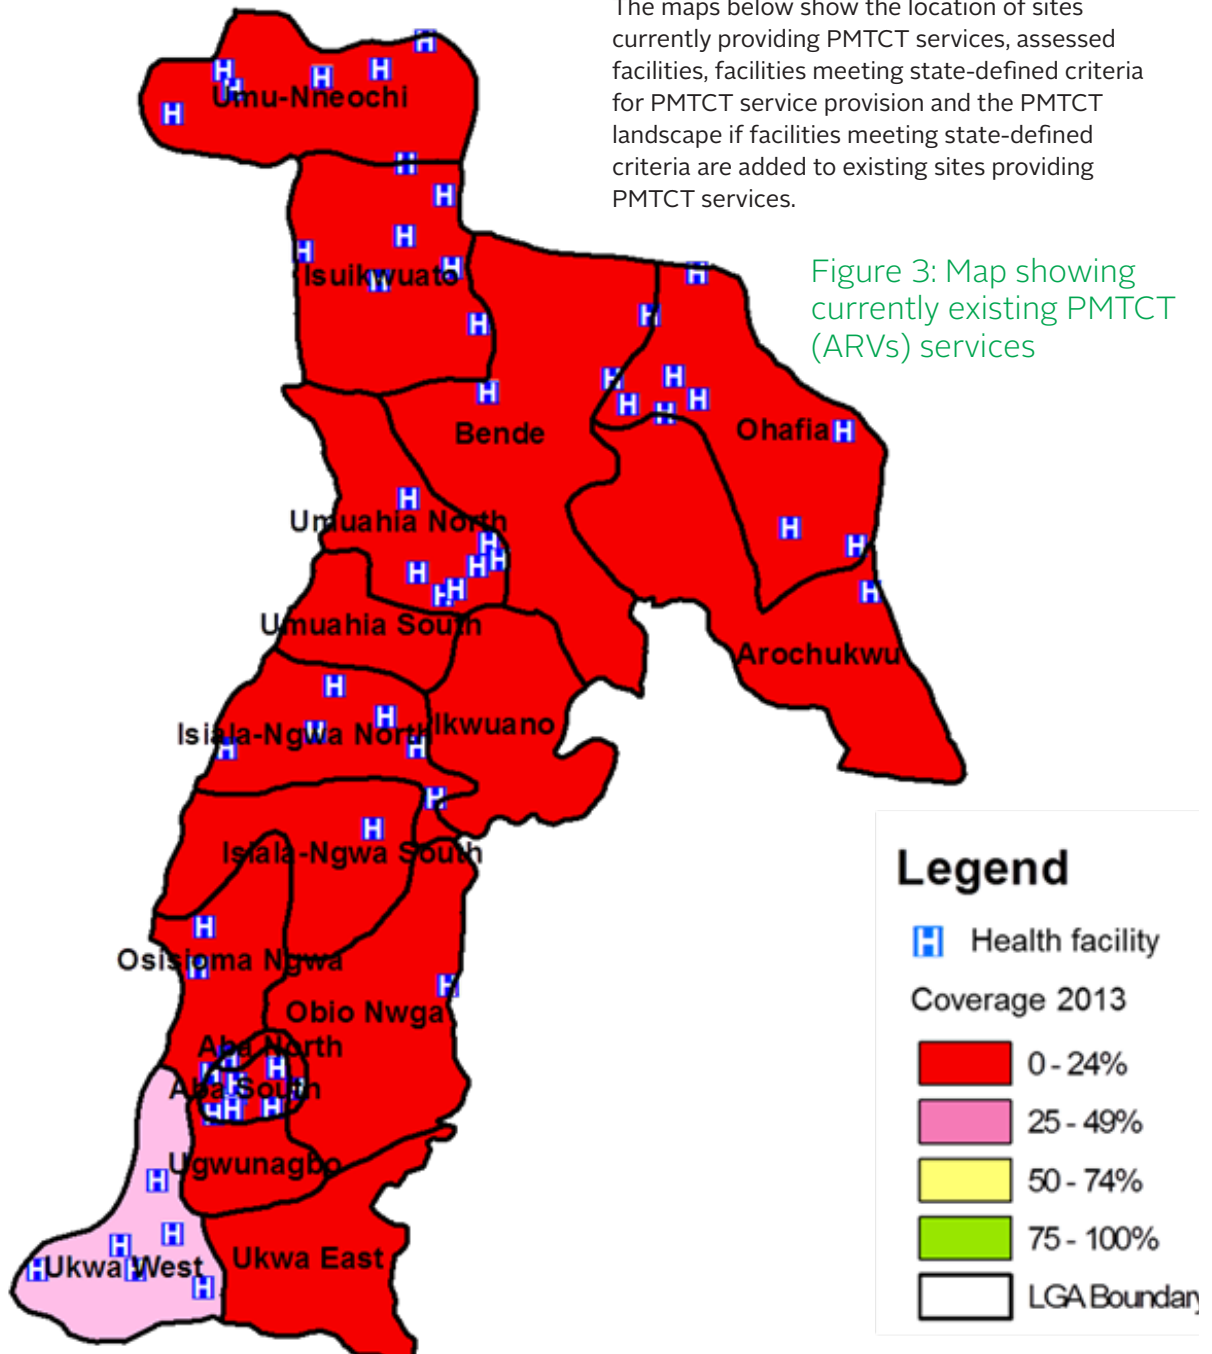 The maps below show the location of sites
currently providing PMTCT services, assessed
facilities, facilities meeting state-defined criteria
for PMTCT service provision and the PMTCT
landscape if facilities meeting state-defined
criteria are added to existing sites providing
PMTCT services.
Figure 3: Map showing
currently existing PMTCT
(ARVs) services
Umu-Nneochi
Isuikwuato
Bende
Ohafia
Umuahia North
Umuahia South
Arochukwu
Isiala-Ngwa North
Ikwuano
Isiala-Ngwa South
Osisioma Ngwa
Obio Nwga
Aba North
Aba South
Ugwunagbo
Ukwa West
Ukwa East
Legend
H Health facility
Coverage 2013
0 - 24%
25 - 49%
50 - 74%
75 - 100%
LGA Boundary